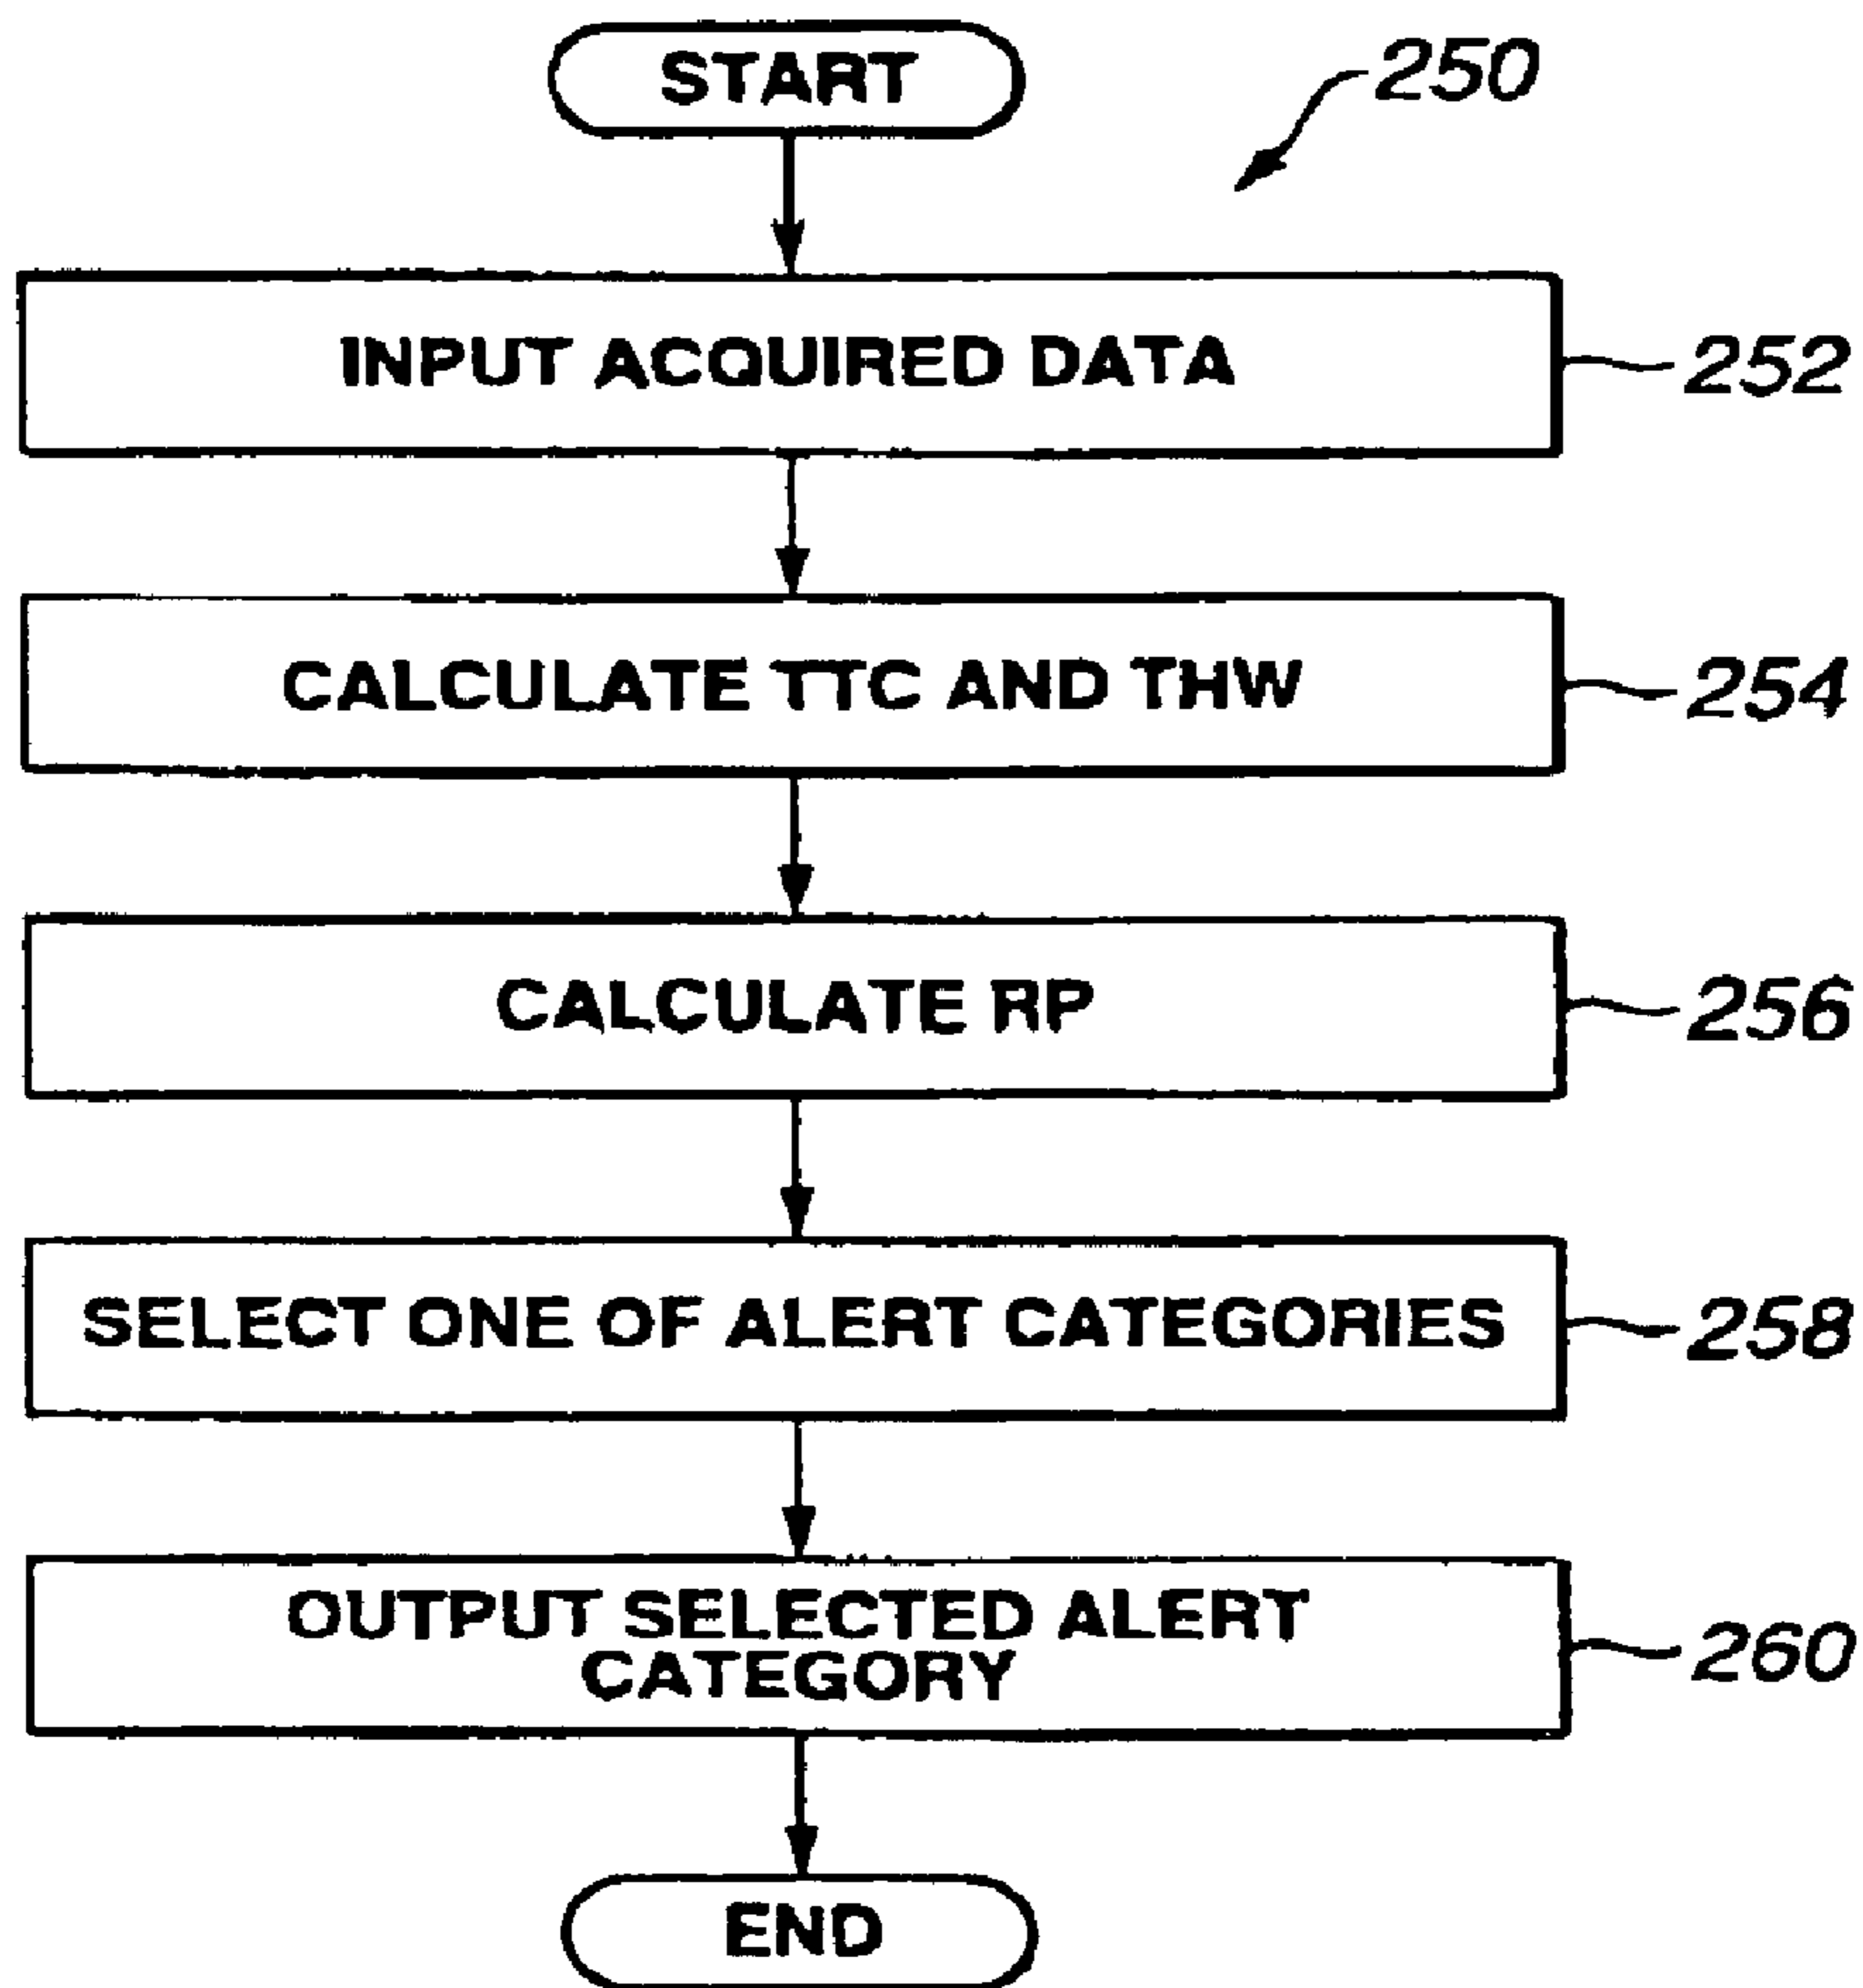 START
250
INPUT ACQUIRED DATA
252
CALCULATE TTC AND THW
254
CALCULATE RP
256
SELECT ONE OF ALERT CATEGORIES
258
OUTPUT SELECTED ALERT
CATEGORY
260
END